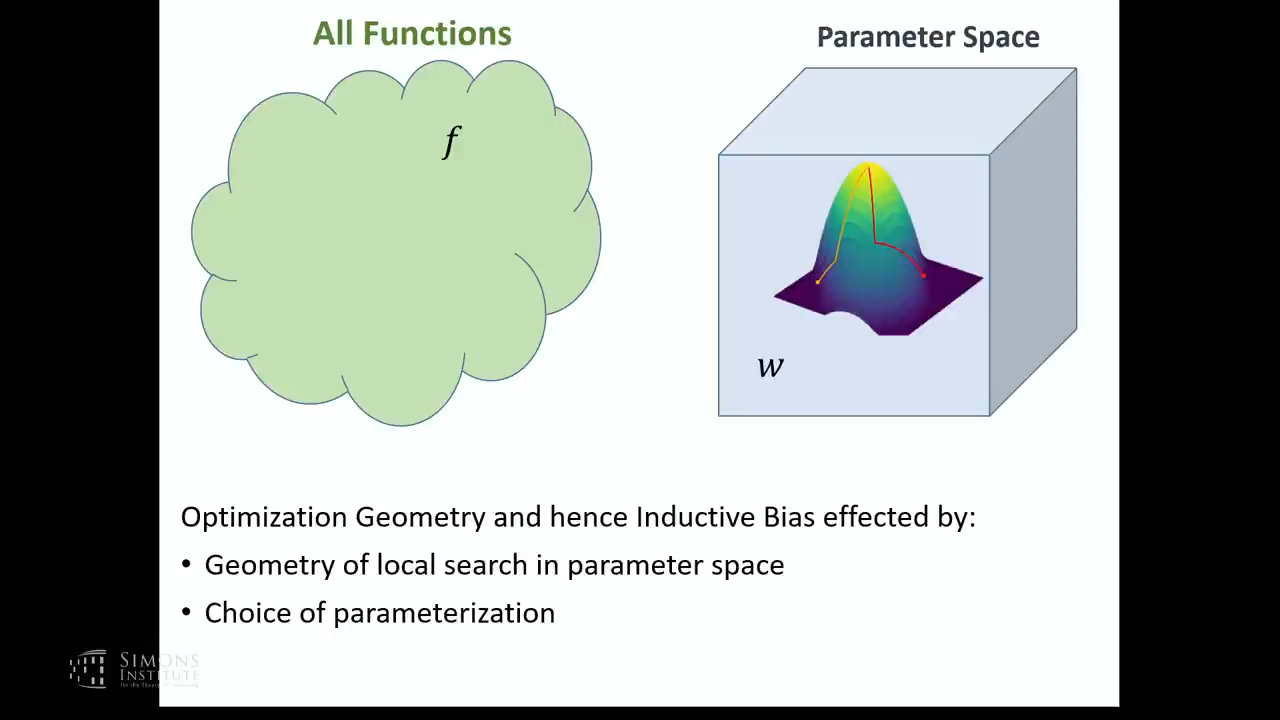 All Functions
Parameter Space
f
w
Optimization Geometry and hence Inductive Bias effected by:
• Geometry of local search in parameter space
• Choice of parameterization
SIMONS
INSTITUTE